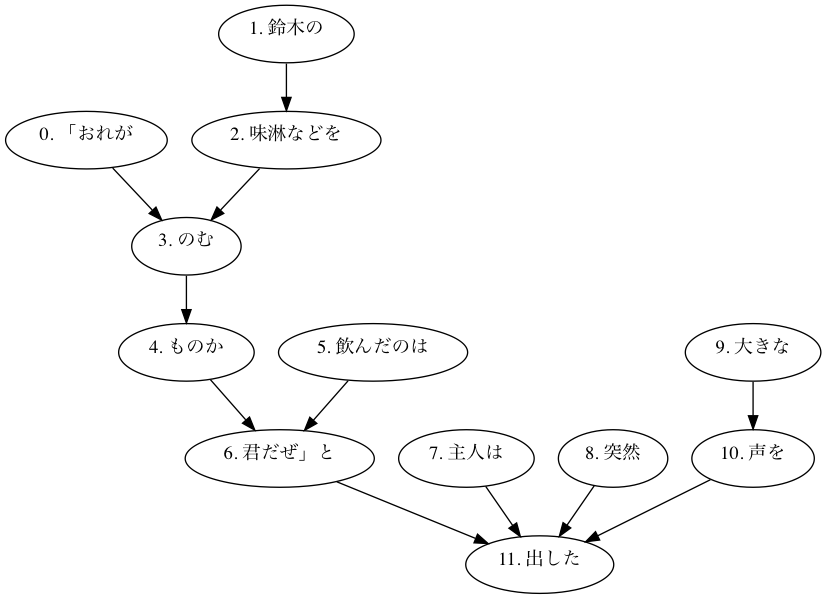 1. 鈴木の
0. 「おれが
2. 味淋などを
3. のむ
4. ものか
5. 飲んだのは
9. 大きな
6. 君だぜ」と
7. 主人は
8. 突然
10. 声を
11. 出した